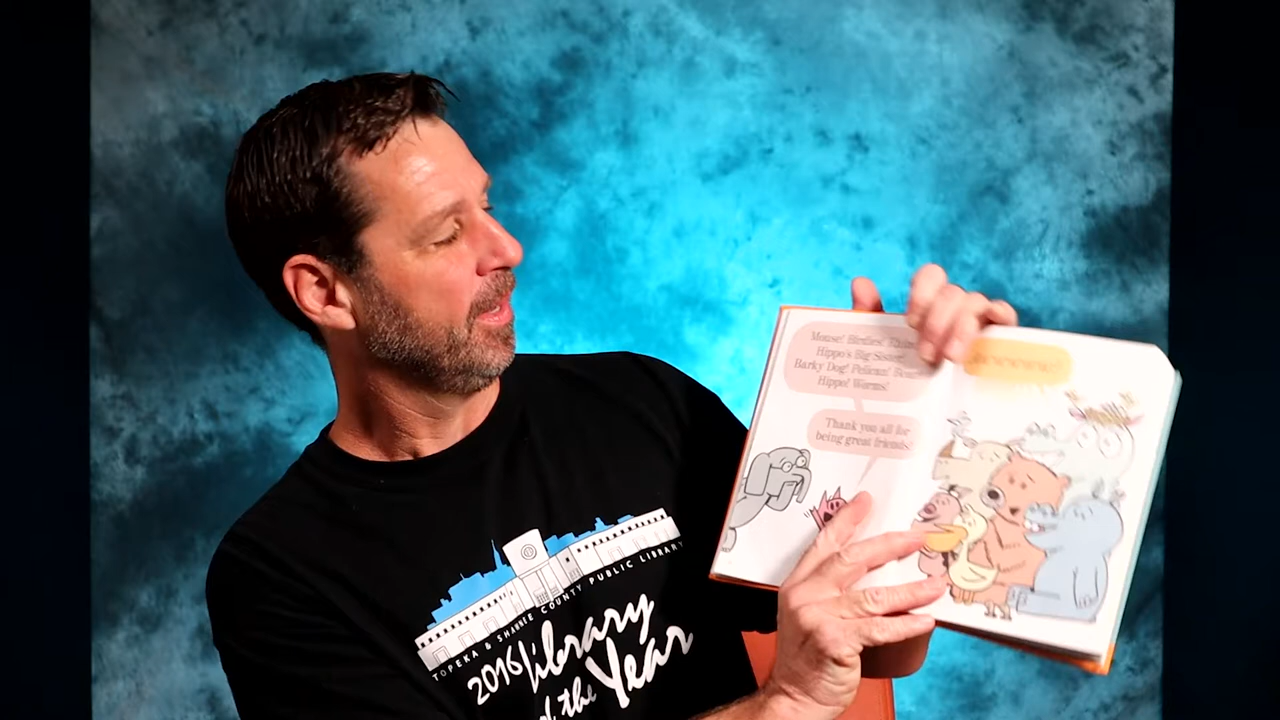 Mouse! Birdies!
Hippo's Big Sister!
Barky Dog! Pelican!
Hippo! Worms!
Thank you all for
being great friends!
TOPEKA & SHAWNEE COUNTY PUBLIC LIBRARY
2016 Library
of the Year